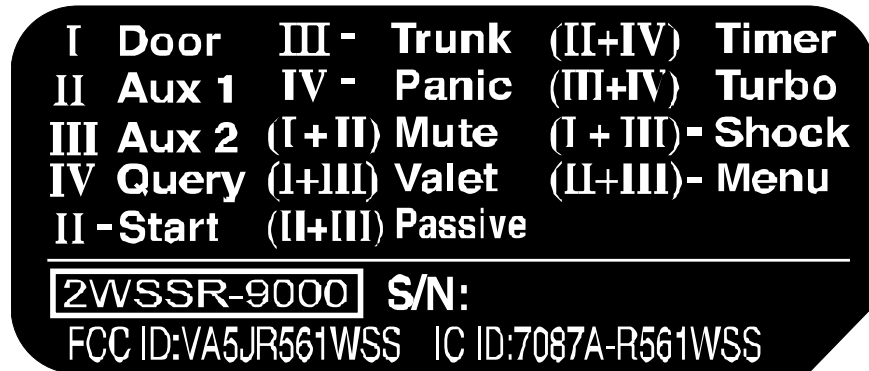 I Door III - Trunk (II+IV) Timer
II Aux 1 IV - Panic (III+IV) Turbo
III Aux 2 (I + II) Mute (I + III) - Shock
IV Query (I+III) Valet (II+III) - Menu
II - Start (II+III) Passive
2WSSR-9000 S/N:
FCC ID:VA5JR561WSS IC ID:7087A-R561WSS